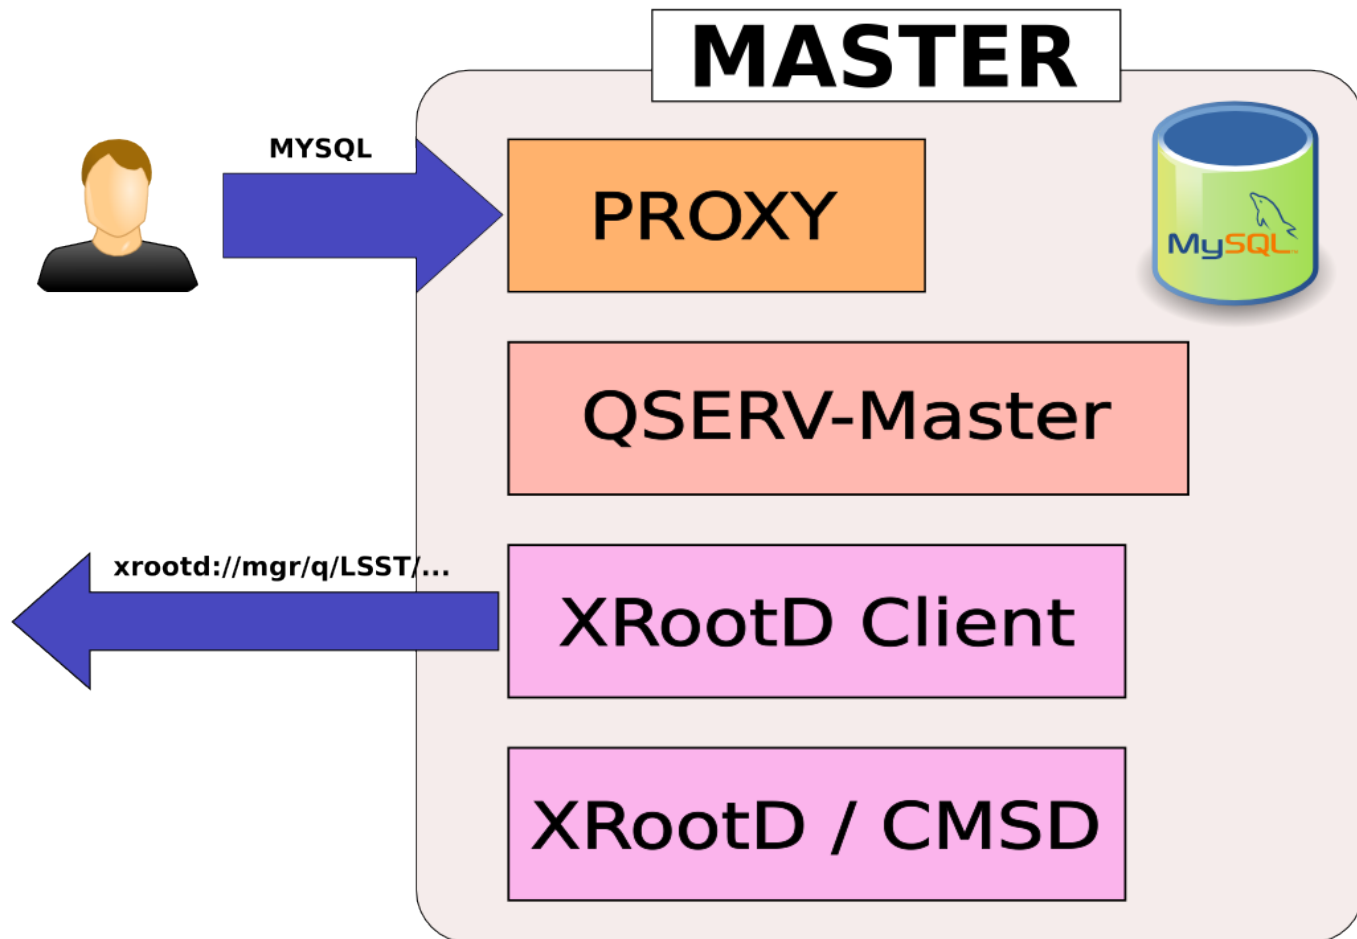 MASTER
MYSQL
PROXY
MySQL
QSERV-Master
xrootd://mgr/q/LSST/...
XRootD Client
XRootD / CMSD